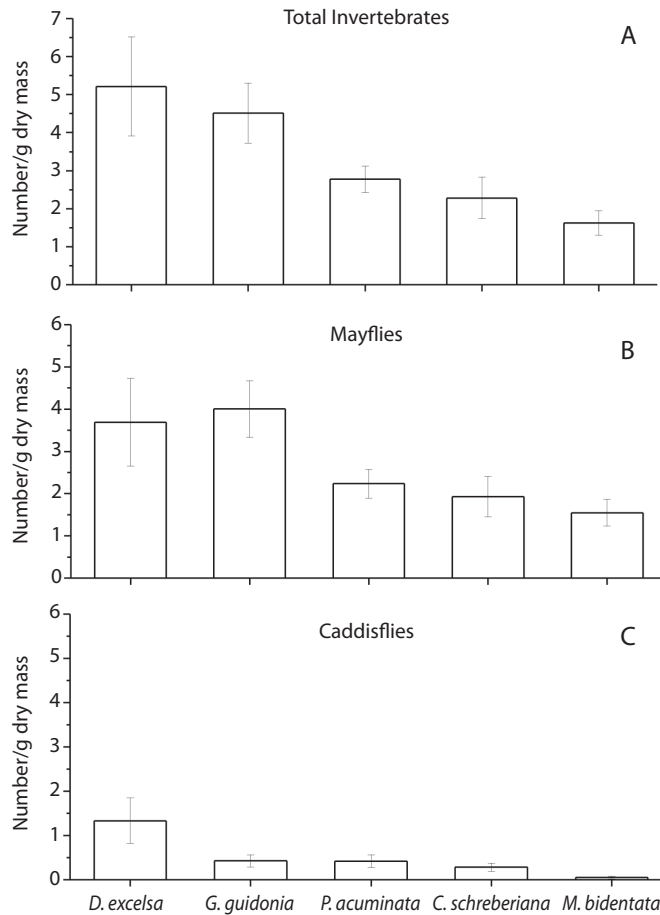 Total Invertebrates
A
Number/g dry mass
7
6
5
4
3
2
1
0
Mayflies
B
Number/g dry mass
6
5
4
3
2
1
0
Caddisflies
C
Number/g dry mass
6
5
4
3
2
1
0
D. excelsa G. guidonia P. acuminata C. schreberiana M. bidentata